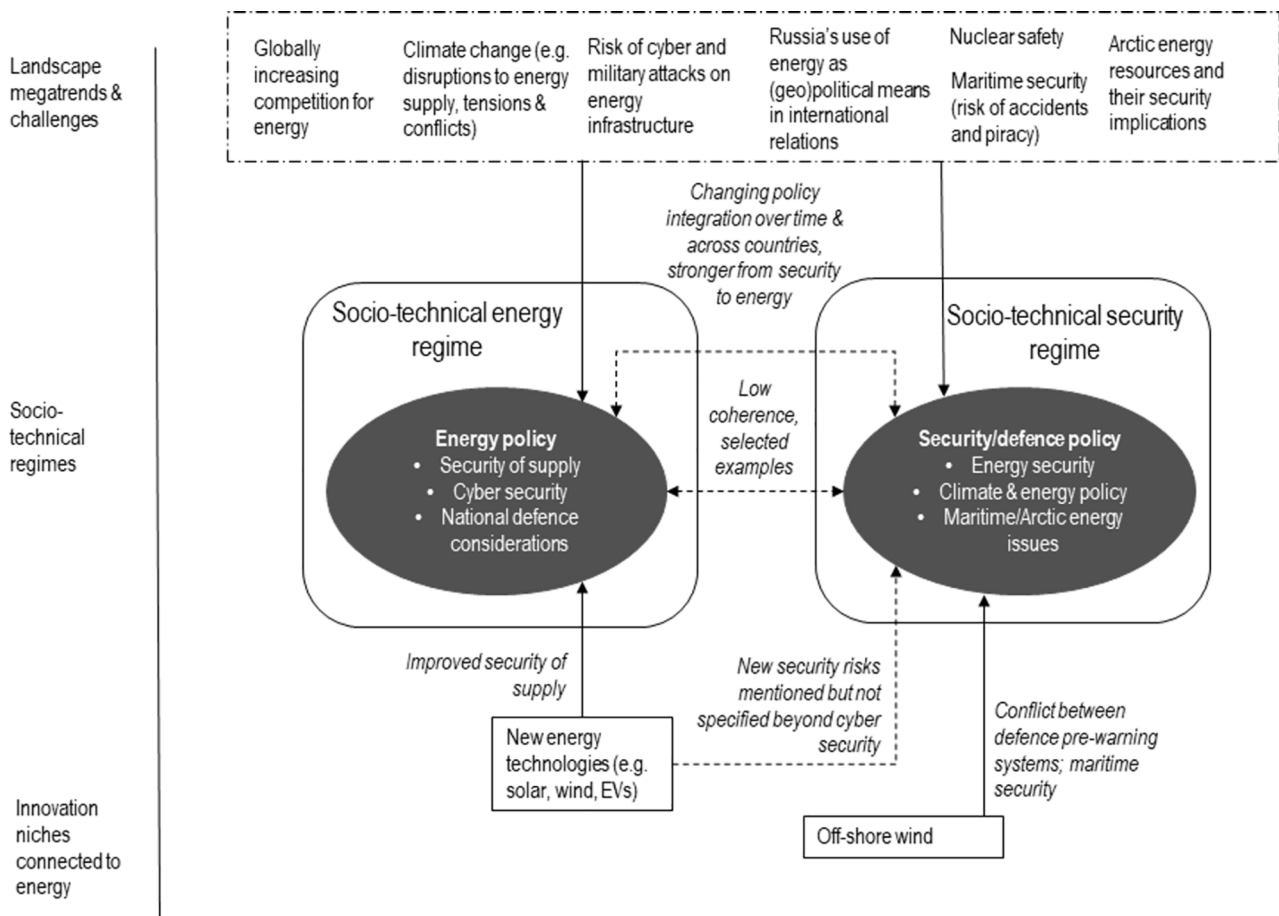 Landscape
megatrends &
challenges
Globally
increasing
competition for
energy
Climate change (e.g.
disruptions to energy
supply, tensions &
conflicts)
Risk of cyber and
military attacks on
energy
infrastructure
Russia's use of
energy as
(geo)political means
in international
relations
Nuclear safety
Maritime security
(risk of accidents
and piracy)
Arctic energy
resources and
their security
implications
Changing policy
integration over time &
across countries,
stronger from security
to energy
Socio-
technical
regimes
Socio-technical energy
regime
Energy policy
• Security of supply
• Cyber security
• National defence
considerations
Low
coherence,
selected
examples
Socio-technical security
regime
Security/defence policy
• Energy security
• Climate & energy policy
• Maritime/Arctic energy
issues
Improved security of
supply
New security risks
mentioned but not
specified beyond cyber
security
Conflict between
defence pre-warning
systems; maritime
security
Innovation
niches
connected to
energy
New energy
technologies (e.g.
solar, wind, EVs)
Off-shore wind